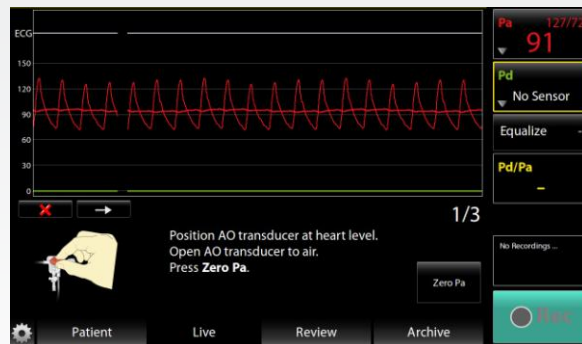 ECG
150
120
90
60
30
0
Pa 127/72
91
Pd
No Sensor
Equalize -
Pd/Pa
-
1/3
Position AO transducer at heart level.
Open AO transducer to air.
Press Zero Pa.
Zero Pa
No Recordings ...
Rec
Patient Live Review Archive